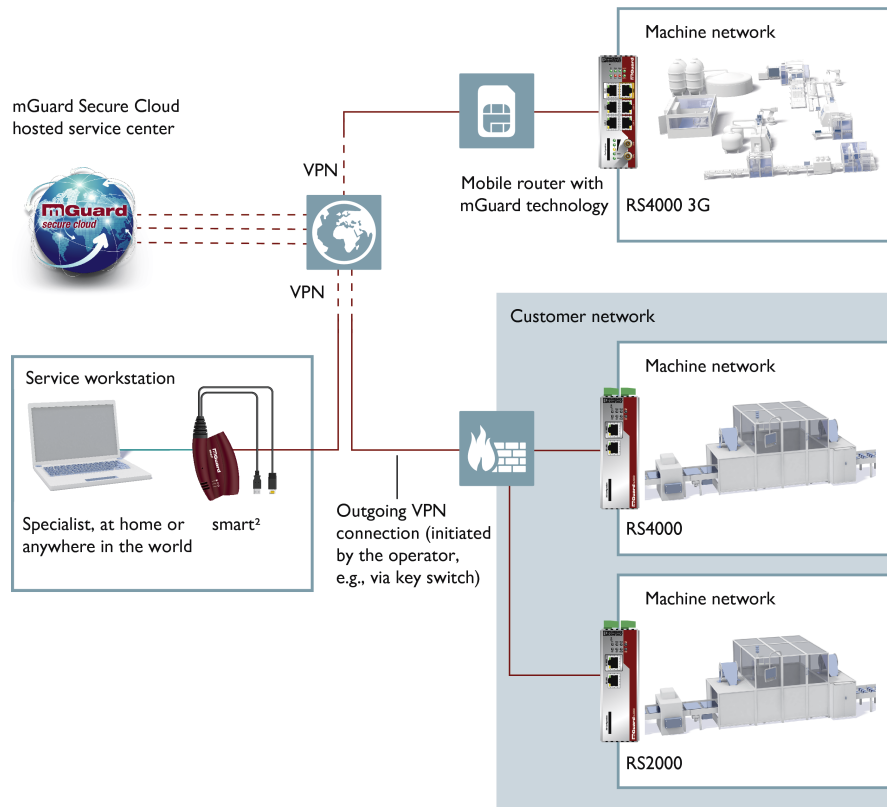 Machine network
mGuard Secure Cloud
hosted service center
VPN
Mobile router with
mGuard technology
RS4000 3G
mGuard
secure cloud
VPN
Customer network
Service workstation
Machine network
mGuard
Specialist, at home or
anywhere in the world
smart²
Outgoing VPN
connection (initiated
by the operator,
e.g., via key switch)
RS4000
Machine network
RS2000